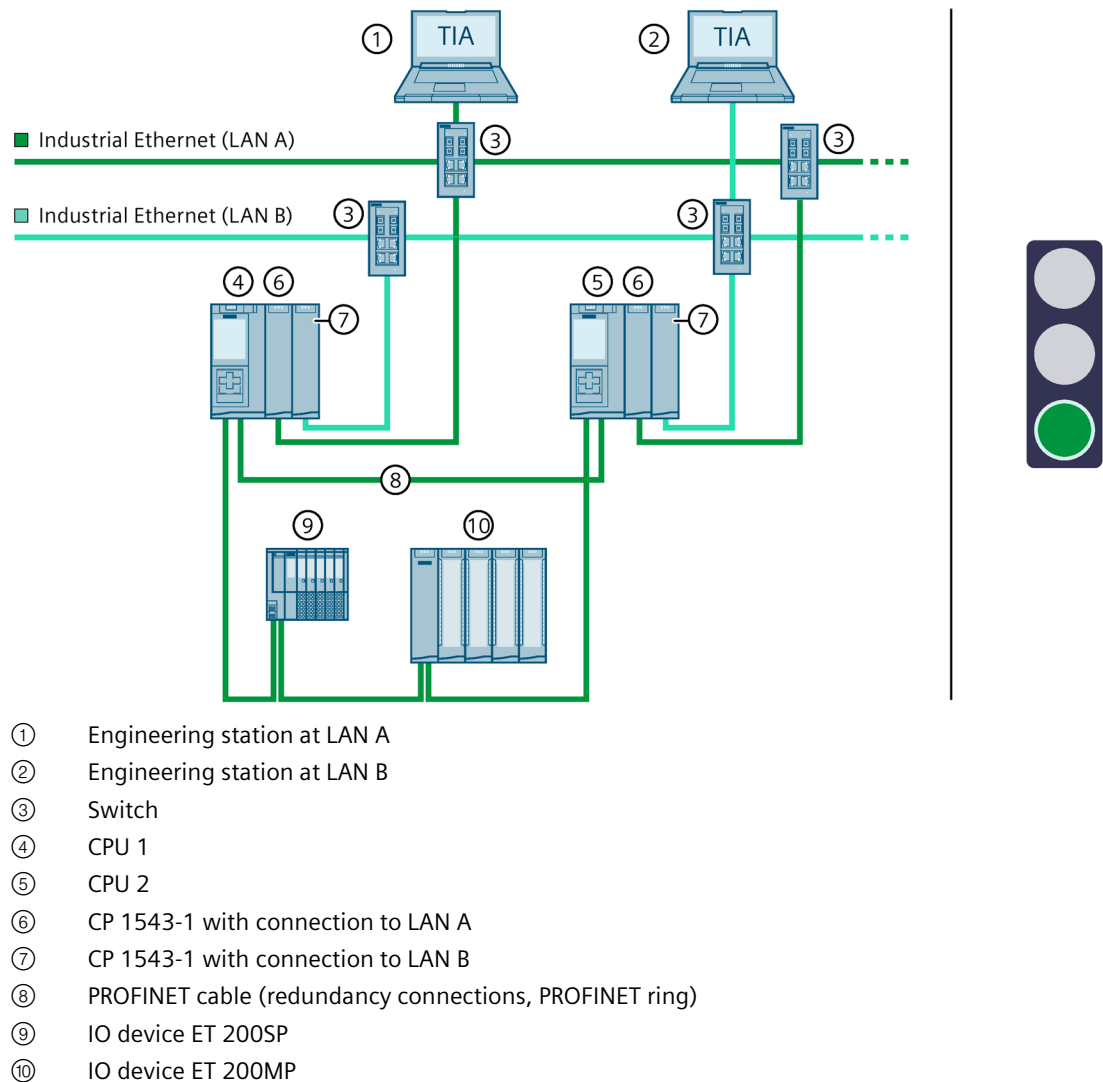 ① TIA ② TIA
Industrial Ethernet (LAN A) ③ ③
Industrial Ethernet (LAN B) ③ ③
④ ⑥ ⑤ ⑥
⑦ ⑦
⑧
⑨ ⑩
① Engineering station at LAN A
② Engineering station at LAN B
③ Switch
④ CPU 1
⑤ CPU 2
⑥ CP 1543-1 with connection to LAN A
⑦ CP 1543-1 with connection to LAN B
⑧ PROFINET cable (redundancy connections, PROFINET ring)
⑨ IO device ET 200SP
⑩ IO device ET 200MP